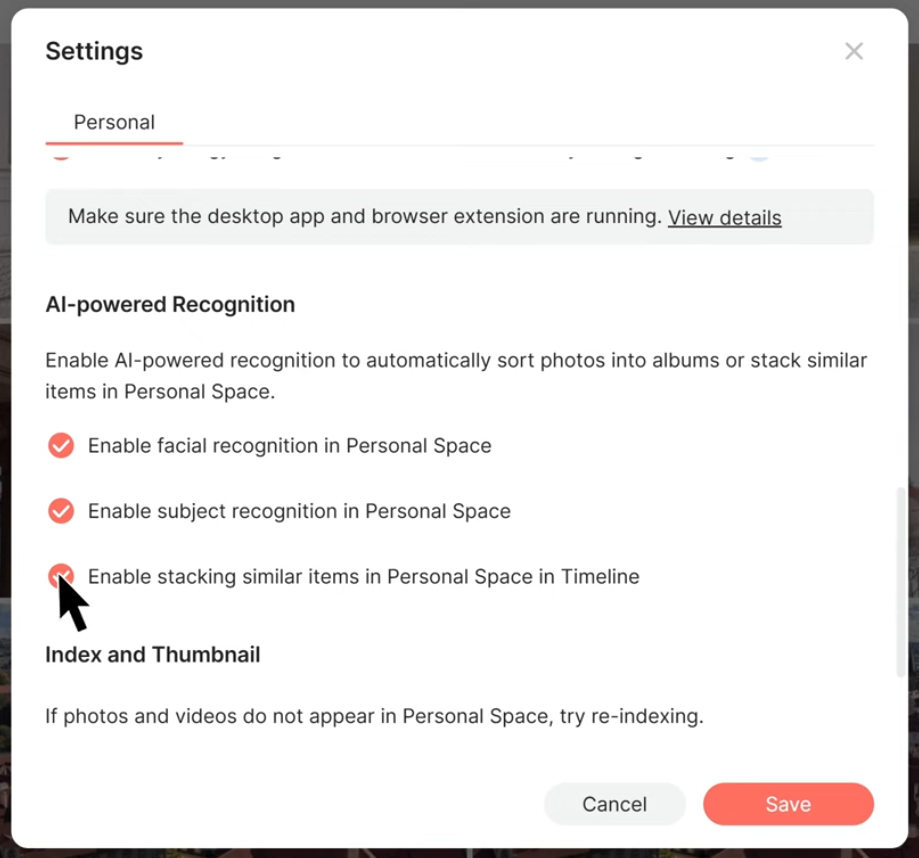 Settings
Personal
Make sure the desktop app and browser extension are running. View details
AI-powered Recognition
Enable AI-powered recognition to automatically sort photos into albums or stack similar
items in Personal Space.
Enable facial recognition in Personal Space
Enable subject recognition in Personal Space
Enable stacking similar items in Personal Space in Timeline
Index and Thumbnail
If photos and videos do not appear in Personal Space, try re-indexing.
Cancel
Save